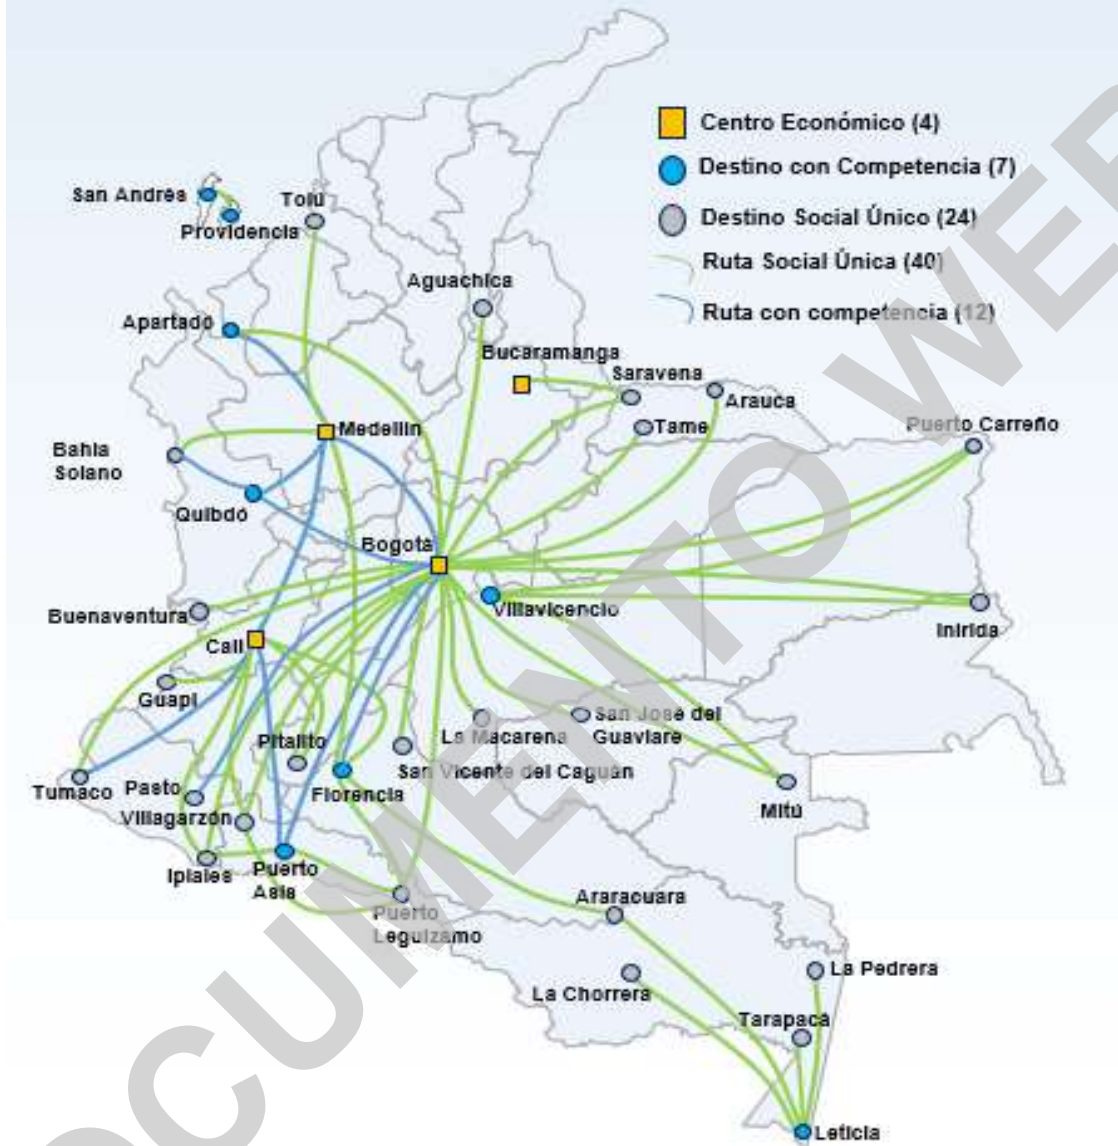 Centro Económico (4)
Destino con Competencia (7)
Destino Social Único (24)
Ruta Social Única (40)
Ruta con competencia (12)
San Andrés
Providencia
Tolú
Aguachica
Apartadó
Bucaramanga
Saravena
Arauca
Tame
Puerto Carreño
Medellín
Bahía
Solano
Quibdó
Bogotá
Villavicencio
Inírida
Buenaventura
Cali
Guapi
Pitalito
La Macarena
San José del
Guaviare
San Vicente del Caguán
Tumaco
Pasto
Florencia
Mitú
Villagarzón
Ipiales
Puerto
Asís
Puerto
Leguizamo
Araracuara
La Chorrera
La Pedrera
Tarapacá
Leticia
OCUMENTO WEB